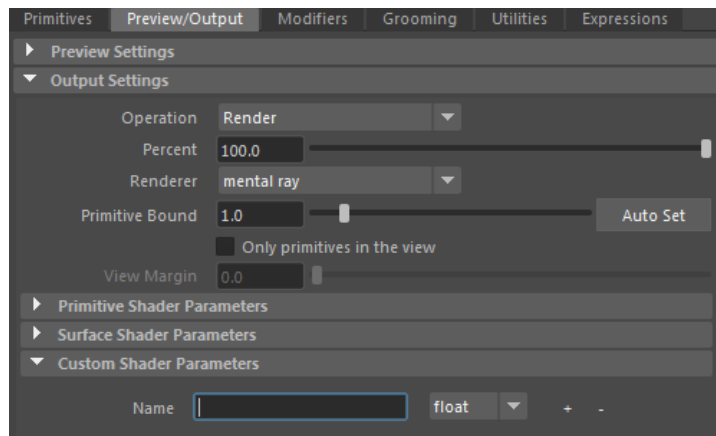 Primitives Preview/Output Modifiers Grooming Utilities Expressions
Preview Settings
Output Settings
Operation Render
Percent 100.0
Renderer mental ray
Primitive Bound 1.0 Auto Set
Only primitives in the view
View Margin 0.0
Primitive Shader Parameters
Surface Shader Parameters
Custom Shader Parameters
Name float + -